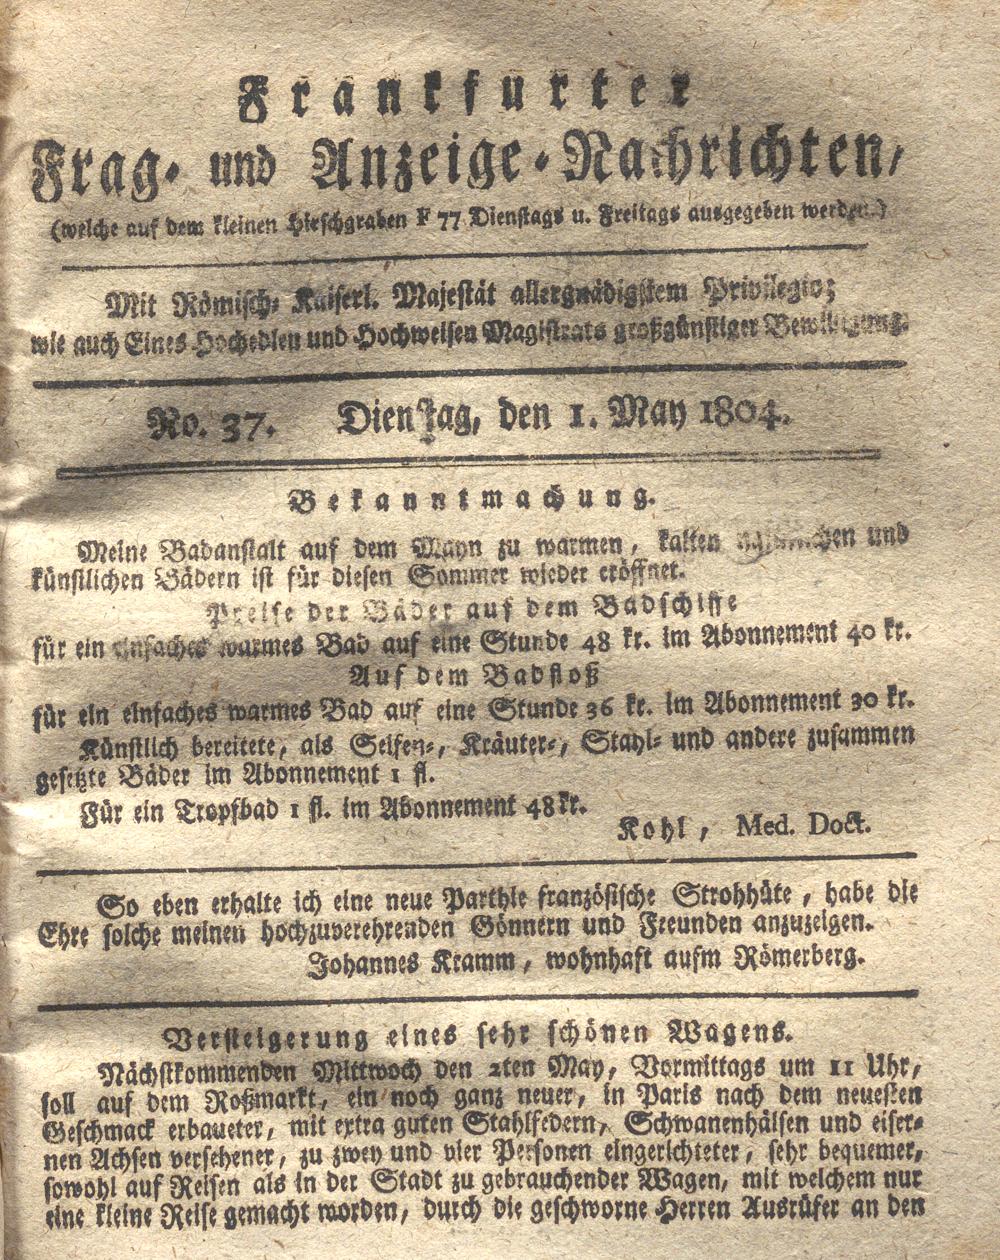 Frankfurter
Frag- und Anzeige-Nachrichten,
(welche auf dem kleinen Hirschgraben F 77 Dienstags u. Freitags ausgegeben werden.)
Mit Römisch- Kaiserl. Majestät allergnädigstem Privilegio;
wie auch Eines Hochedlen und Hochweisen Magistrats großgünstiger Bewilligung.
No. 37. Dienstag, den 1. May 1804.
Bekanntmachung.
Meine Badanstalt auf dem Mayn zu warmen, kalten und
künstlichen Bädern ist für diesen Sommer wieder eröffnet.
Preise der Bäder auf dem Badschiffe
für ein einfaches warmes Bad auf eine Stunde 48 kr. im Abonnement 40 kr.
Auf dem Badfloß
für ein einfaches warmes Bad auf eine Stunde 36 kr. im Abonnement 30 kr.
Künstlich bereitete, als Seifen-, Kräuter-, Stahl- und andere zusammen
gesetzte Bäder im Abonnement 1 fl.
Für ein Tropfbad 1 fl. im Abonnement 48 kr.
Kohl, Med. Doct.
So eben erhalte ich eine neue Parthie französische Strohhüte, habe die
Ehre solche meinen hochzuverehrenden Gönnern und Freunden anzuzeigen.
Johannes Kramm, wohnhaft aufm Römerberg.
Versteigerung eines sehr schönen Wagens.
Nächstkommenden Mittwoch den 2ten May, Vormittags um 11 Uhr,
soll auf dem Roßmarkt, ein noch ganz neuer, in Paris nach dem neuesten
Geschmack erbaueter, mit extra guten Stahlfedern, Schwanenhälsen und eiser-
nen Achsen versehener, zu zwey und vier Personen eingerichteter, sehr bequemer,
sowohl auf Reisen als in der Stadt zu gebrauchender Wagen, mit welchem nur
eine kleine Reise gemacht worden, durch die geschworne Herren Ausrüfer an den